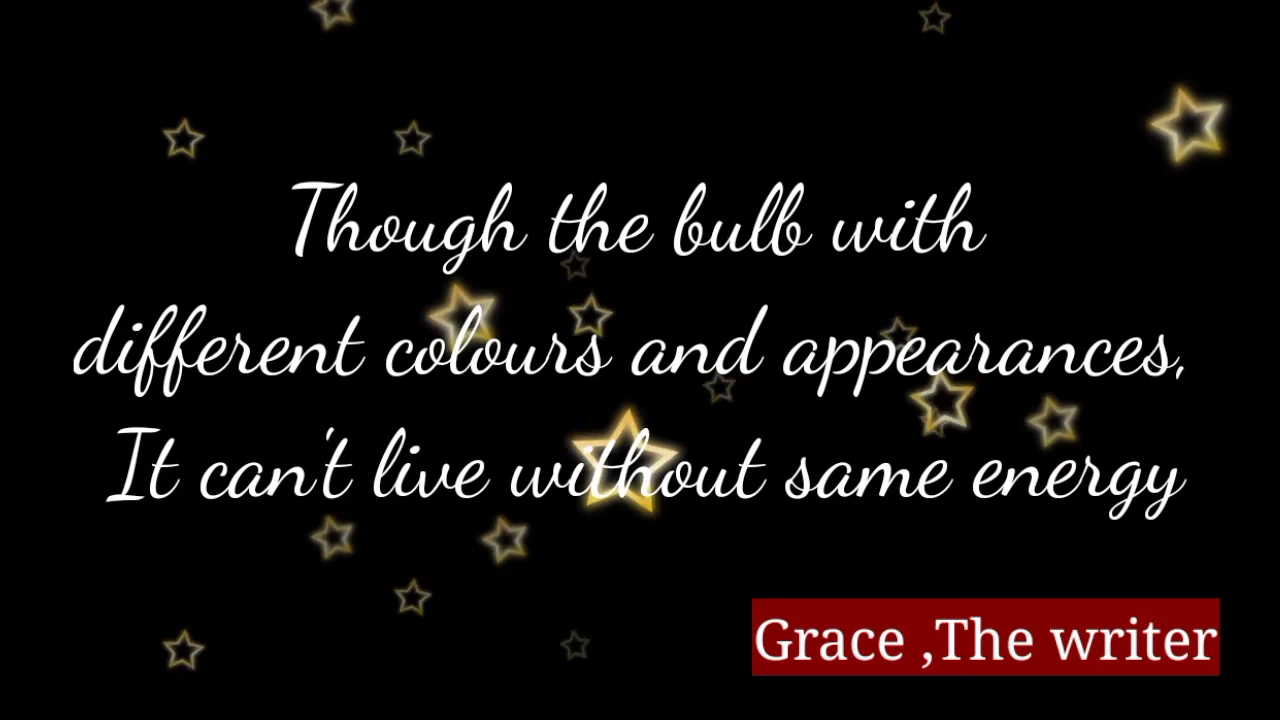 Though the bulb with
different colours and appearances,
It can't live without same energy
Grace ,The writer